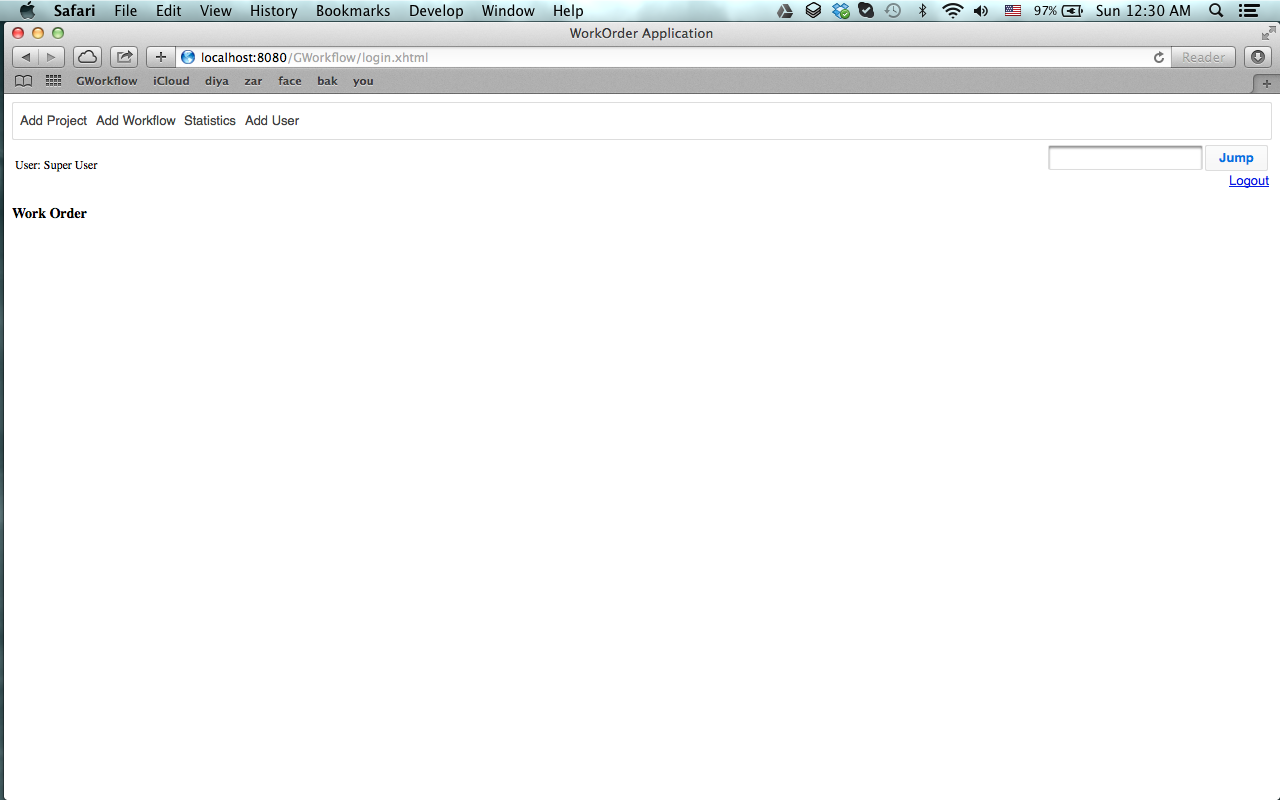 Safari File Edit View History Bookmarks Develop Window Help 97% Sun 12:30 AM
WorkOrder Application
localhost:8080/GWorkflow/login.xhtml Reader
GWorkflow iCloud diya zar face bak you
Add Project Add Workflow Statistics Add User
User: Super User Jump
Logout
Work Order